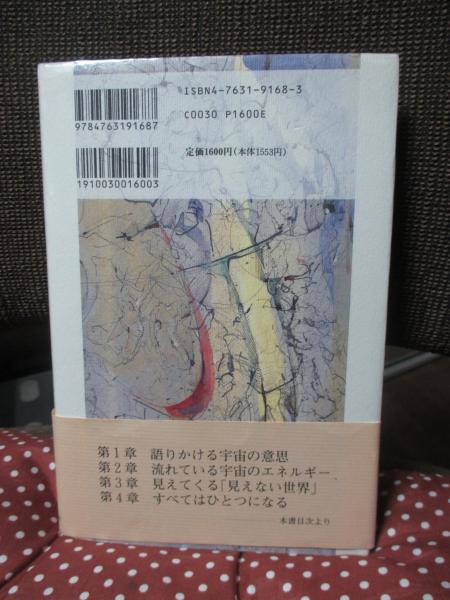 ISBN4-7631-9168-3
C0030 P1600E
9784763191687
定価1600円(本体1553円)
1910030016003
第1章 語りかける宇宙の意思
第2章 流れている宇宙のエネルギー
第3章 見えてくる「見えない世界」
第4章 すべてはひとつになる
本書目次より